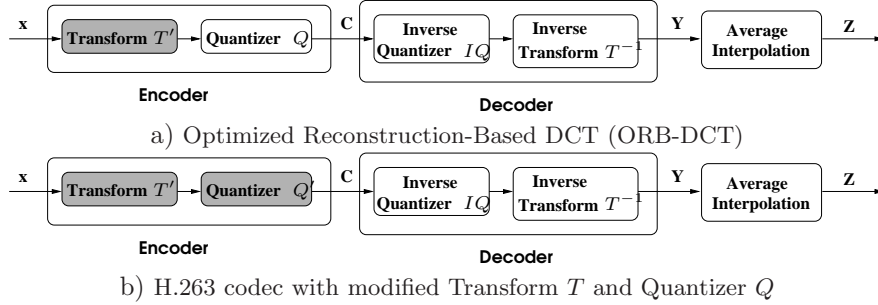 x Transform T′ Quantizer Q C Inverse Quantizer IQ Inverse Transform T⁻¹ Y Average Interpolation Z
Encoder Decoder
a) Optimized Reconstruction-Based DCT (ORB-DCT)
x Transform T′ Quantizer Q′ C Inverse Quantizer IQ Inverse Transform T⁻¹ Y Average Interpolation Z
Encoder Decoder
b) H.263 codec with modified Transform T and Quantizer Q